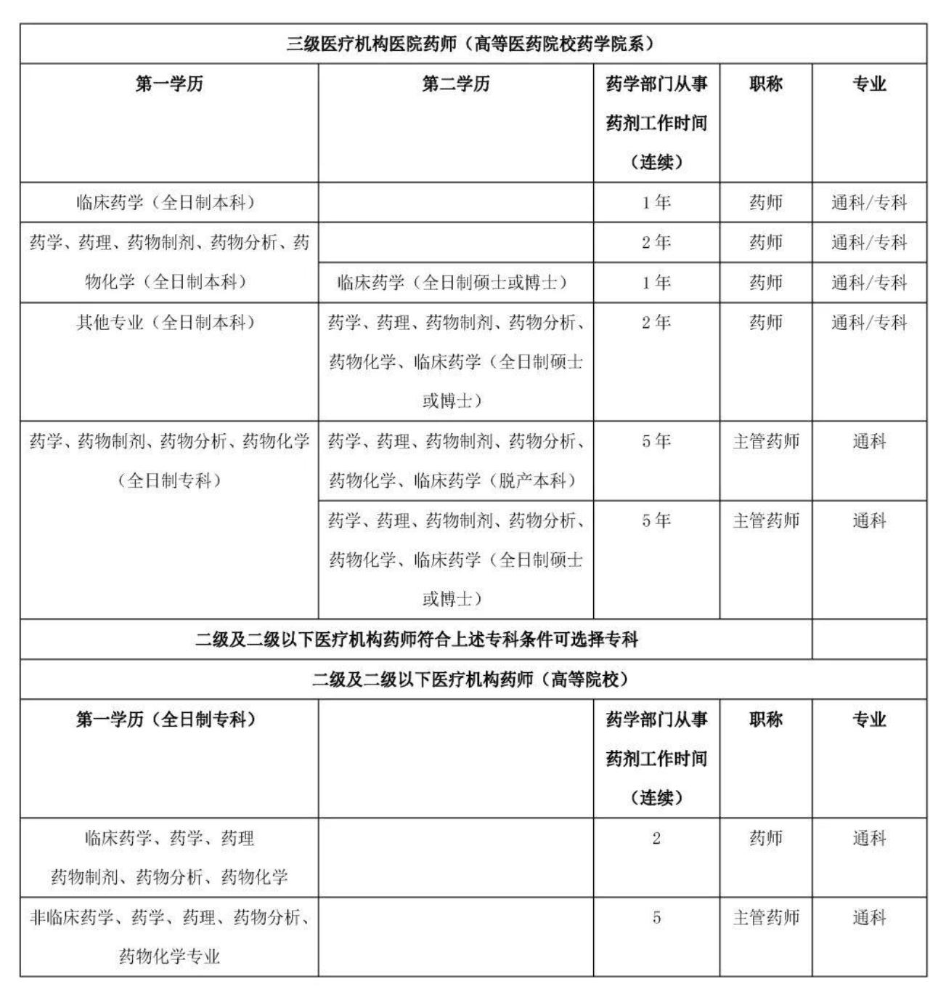 三级医疗机构医院药师（高等医药院校药学院系）
第一学历
第二学历
药学部门从事
药剂工作时间
（连续）
职称
专业
临床药学（全日制本科）
1 年
药师
通科/专科
药学、药理、药物制剂、药物分析、药
物化学（全日制本科）
2 年
药师
通科/专科
临床药学（全日制硕士或博士）
1 年
药师
通科/专科
其他专业（全日制本科）
药学、药理、药物制剂、药物分析、
药物化学、临床药学（全日制硕士
或博士）
2 年
药师
通科/专科
药学、药物制剂、药物分析、药物化学
（全日制专科）
药学、药理、药物制剂、药物分析、
药物化学、临床药学（脱产本科）
5 年
主管药师
通科
药学、药理、药物制剂、药物分析、
药物化学、临床药学（全日制硕士
或博士）
5 年
主管药师
通科
二级及二级以下医疗机构药师符合上述专科条件可选择专科
二级及二级以下医疗机构药师（高等院校）
第一学历（全日制专科）
药学部门从事
药剂工作时间
（连续）
职称
专业
临床药学、药学、药理
药物制剂、药物分析、药物化学
2
药师
通科
非临床药学、药学、药理、药物分析、
药物化学专业
5
主管药师
通科